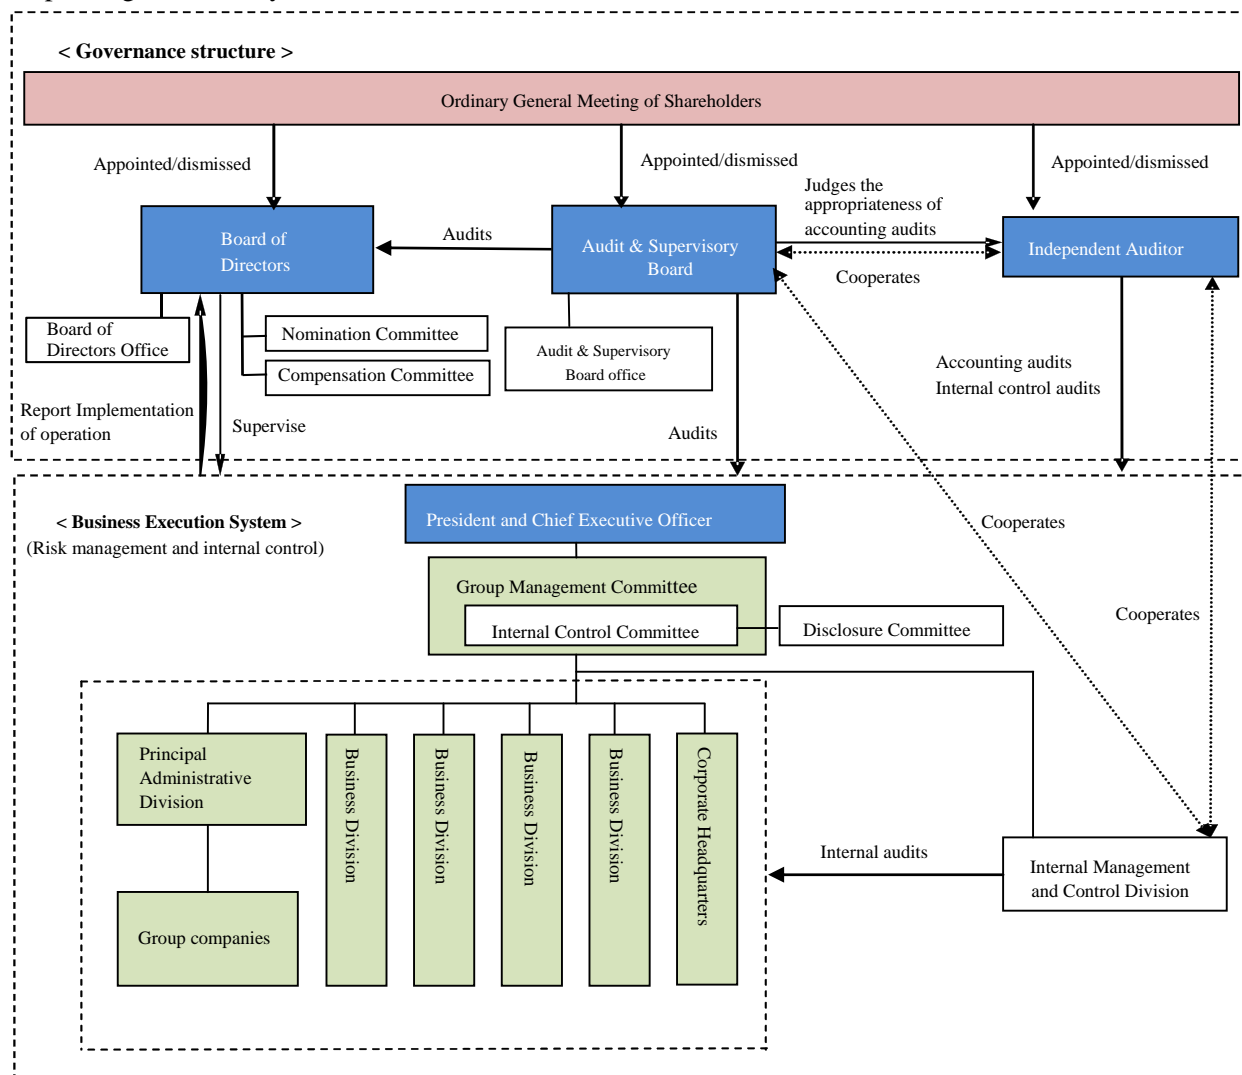 < Governance structure >
Ordinary General Meeting of Shareholders
Appointed/dismissed
Appointed/dismissed
Appointed/dismissed
Judges the
appropriateness of
accounting audits
Board of
Directors
Audits
Audit & Supervisory
Board
Cooperates
Independent Auditor
Board of
Directors Office
Nomination Committee
Compensation Committee
Audit & Supervisory
Board office
Accounting audits
Internal control audits
Report Implementation
of operation
Supervise
Audits
< Business Execution System >
(Risk management and internal control)
President and Chief Executive Officer
Cooperates
Group Management Committee
Internal Control Committee
Disclosure Committee
Cooperates
Principal
Administrative
Division
Business Division
Business Division
Business Division
Business Division
Corporate Headquarters
Group companies
Internal audits
Internal Management
and Control Division